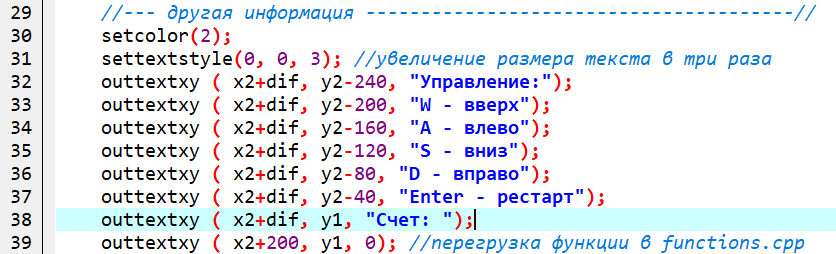 29 //--- другая информация ---------------------------------------//
30 setcolor(2);
31 settextstyle(0, 0, 3); //увеличение размера текста в три раза
32 outtextxy ( x2+dif, y2-240, "Управление:");
33 outtextxy ( x2+dif, y2-200, "W - вверх");
34 outtextxy ( x2+dif, y2-160, "A - влево");
35 outtextxy ( x2+dif, y2-120, "S - вниз");
36 outtextxy ( x2+dif, y2-80, "D - вправо");
37 outtextxy ( x2+dif, y2-40, "Enter - рестарт");
38 outtextxy ( x2+dif, y1, "Счет: ");
39 outtextxy ( x2+200, y1, 0); //перегрузка функции в functions.cpp